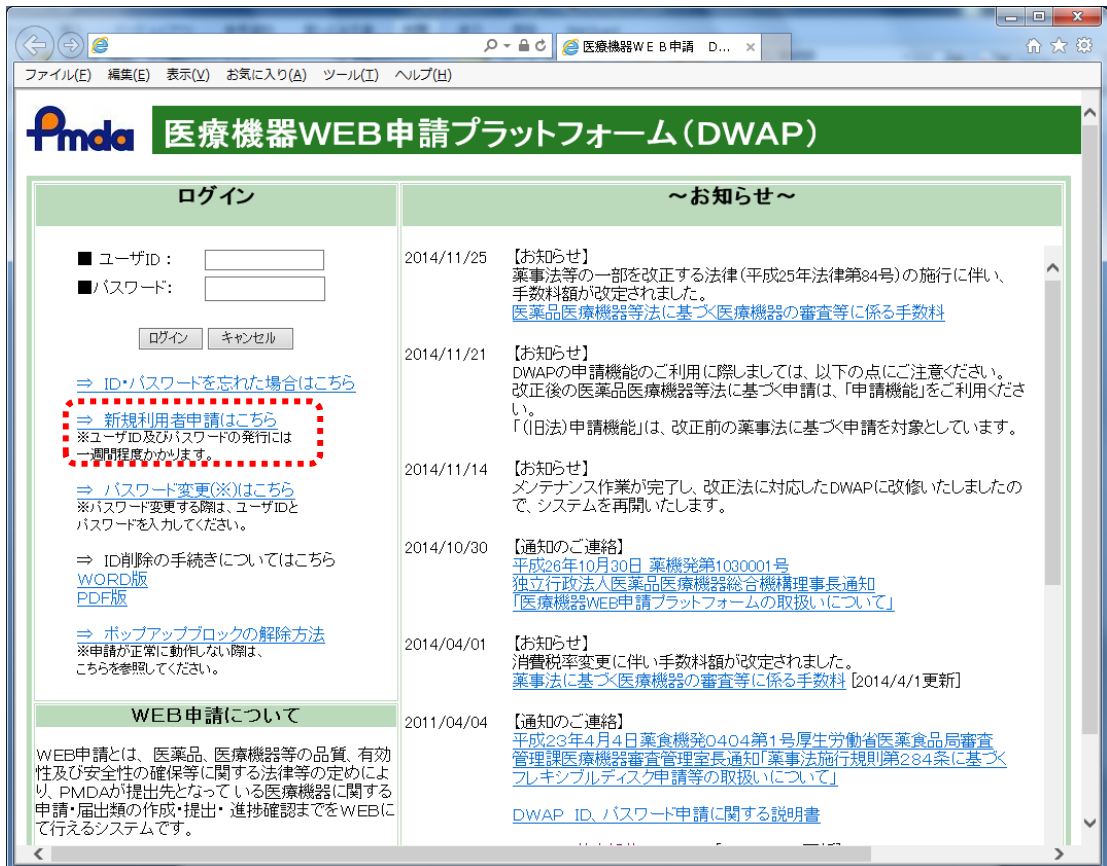 医療機器WEB申請 D...
ファイル(F) 編集(E) 表示(V) お気に入り(A) ツール(T) ヘルプ(H)
Pmda 医療機器WEB申請プラットフォーム(DWAP)
ログイン
■ ユーザID:
■パスワード:
ログイン キャンセル
⇒ ID・パスワードを忘れた場合はこちら
⇒ 新規利用者申請はこちら
※ユーザID及びパスワードの発行には
一週間程度かかります。
⇒ パスワード変更(※)はこちら
※パスワード変更する際は、ユーザIDと
パスワードを入力してください。
⇒ ID削除の手続きについてはこちら
WORD版
PDF版
⇒ ポップアップブロックの解除方法
※申請が正常に動作しない際は、
こちらを参照してください。
WEB申請について
WEB申請とは、医薬品、医療機器等の品質、有効
性及び安全性の確保等に関する法律等の定めによ
り、PMDAが提出先となっている医療機器に関する
申請・届出類の作成・提出・進捗確認までをWEBに
て行えるシステムです。
~お知らせ~
2014/11/25 【お知らせ】
薬事法等の一部を改正する法律(平成25年法律第84号)の施行に伴い、
手数料額が改定されました。
医薬品医療機器等法に基づく医療機器の審査等に係る手数料
2014/11/21 【お知らせ】
DWAPの申請機能のご利用に際しましては、以下の点にご注意ください。
改正後の医薬品医療機器等法に基づく申請は、「申請機能」をご利用くださ
い。
「(旧法)申請機能」は、改正前の薬事法に基づく申請を対象としています。
2014/11/14 【お知らせ】
メンテナンス作業が完了し、改正法に対応したDWAPに改修いたしましたの
で、システムを再開いたします。
2014/10/30 【通知のご連絡】
平成26年10月30日 薬機発第1030001号
独立行政法人医薬品医療機器総合機構理事長通知
「医療機器WEB申請プラットフォームの取扱いについて」
2014/04/01 【お知らせ】
消費税率変更に伴い手数料額が改定されました。
薬事法に基づく医療機器の審査等に係る手数料 [2014/4/1更新]
2011/04/04 【通知のご連絡】
平成23年4月4日薬食機発0404第1号厚生労働省医薬食品局審査
管理課医療機器審査管理室長通知「薬事法施行規則第284条に基づく
フレキシブルディスク申請等の取扱いについて」
DWAP ID、パスワード申請に関する説明書